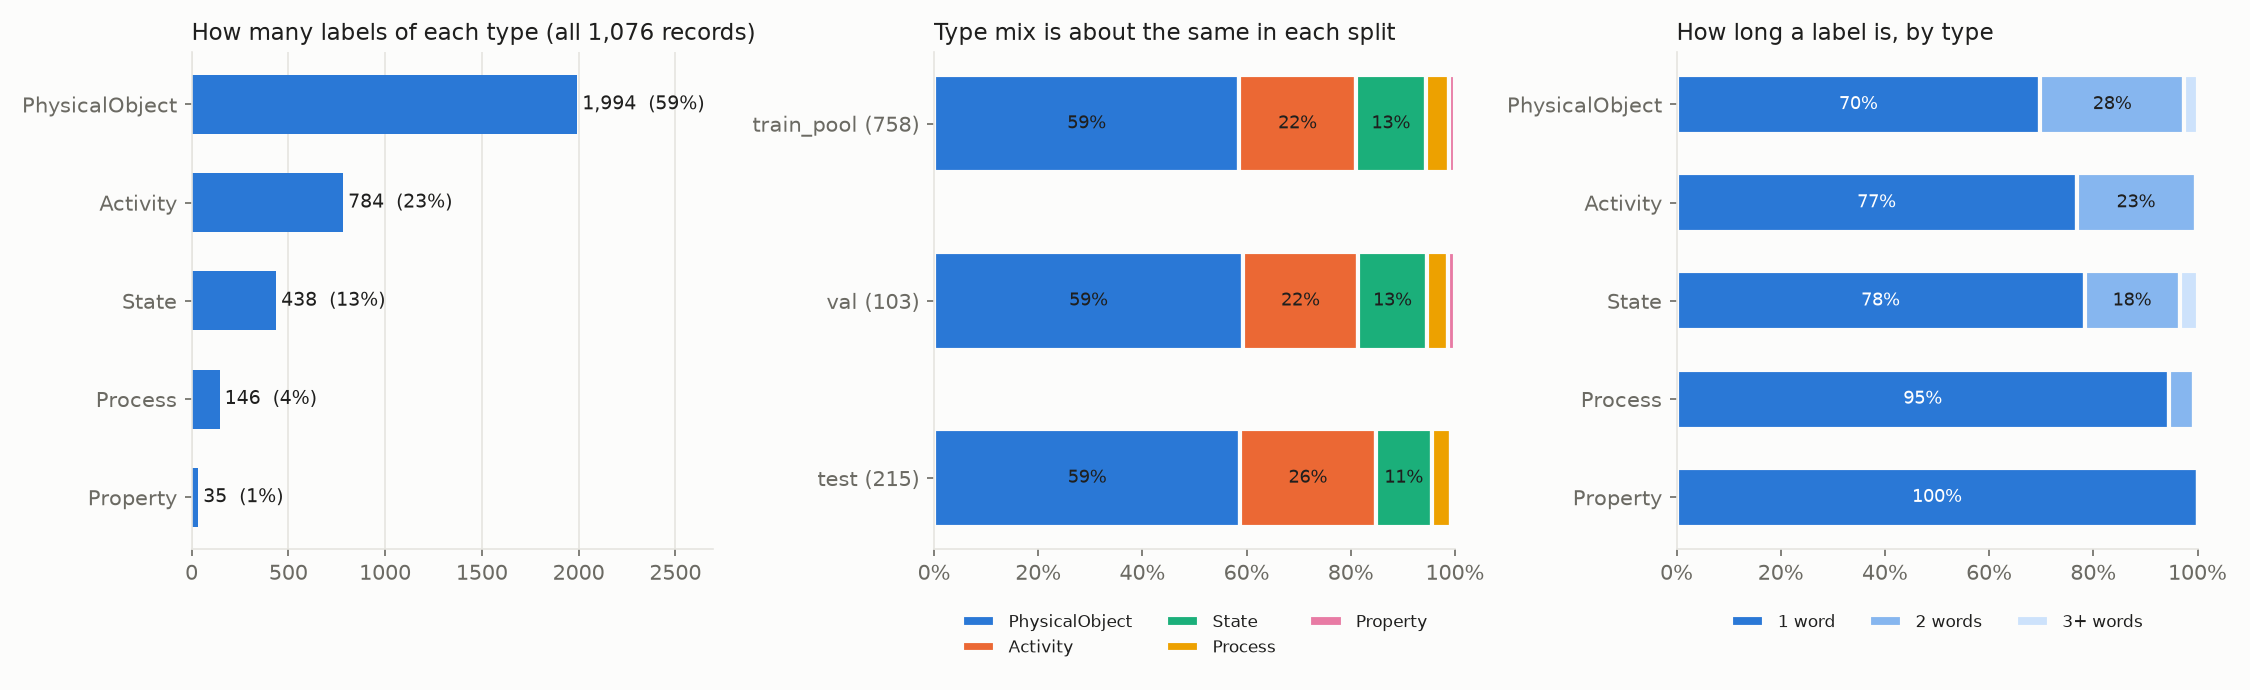 How many labels of each type (all 1,076 records)
PhysicalObject
1,994 (59%)
Activity
784 (23%)
State
438 (13%)
Process
146 (4%)
Property
35 (1%)
0 500 1000 1500 2000 2500
Type mix is about the same in each split
train_pool (758)
59% 22% 13%
val (103)
59% 22% 13%
test (215)
59% 26% 11%
0% 20% 40% 60% 80% 100%
PhysicalObject State Property
Activity Process
How long a label is, by type
PhysicalObject
70% 28%
Activity
77% 23%
State
78% 18%
Process
95%
Property
100%
0% 20% 40% 60% 80% 100%
1 word 2 words 3+ words